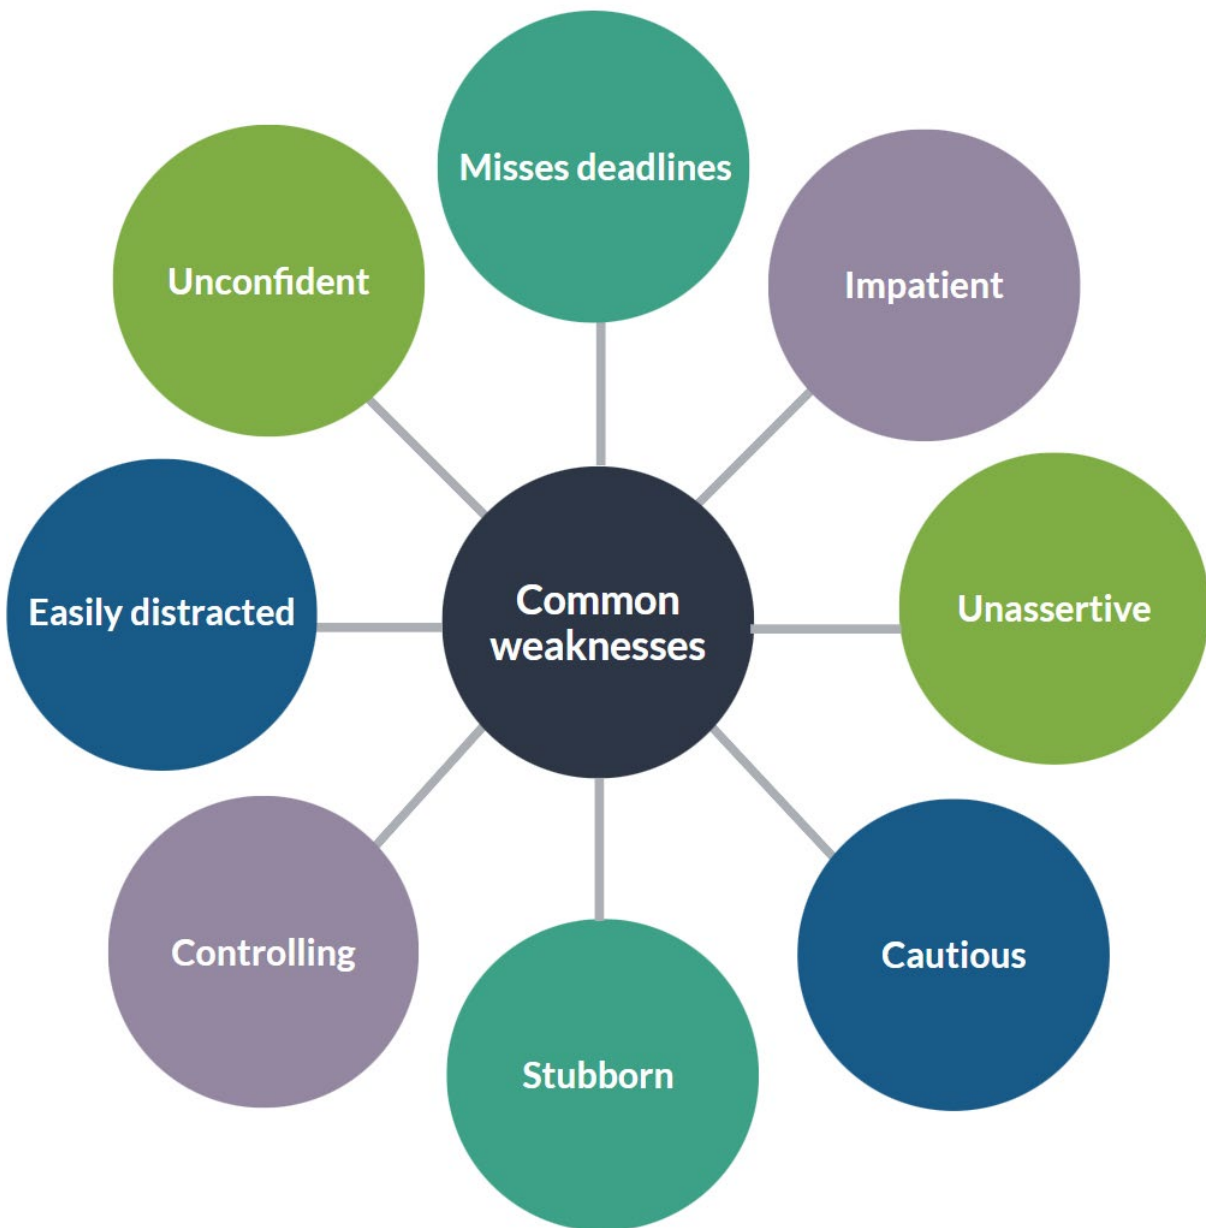 Misses deadlines
Unconfident
Impatient
Common
weaknesses
Easily distracted
Unassertive
Controlling
Cautious
Stubborn